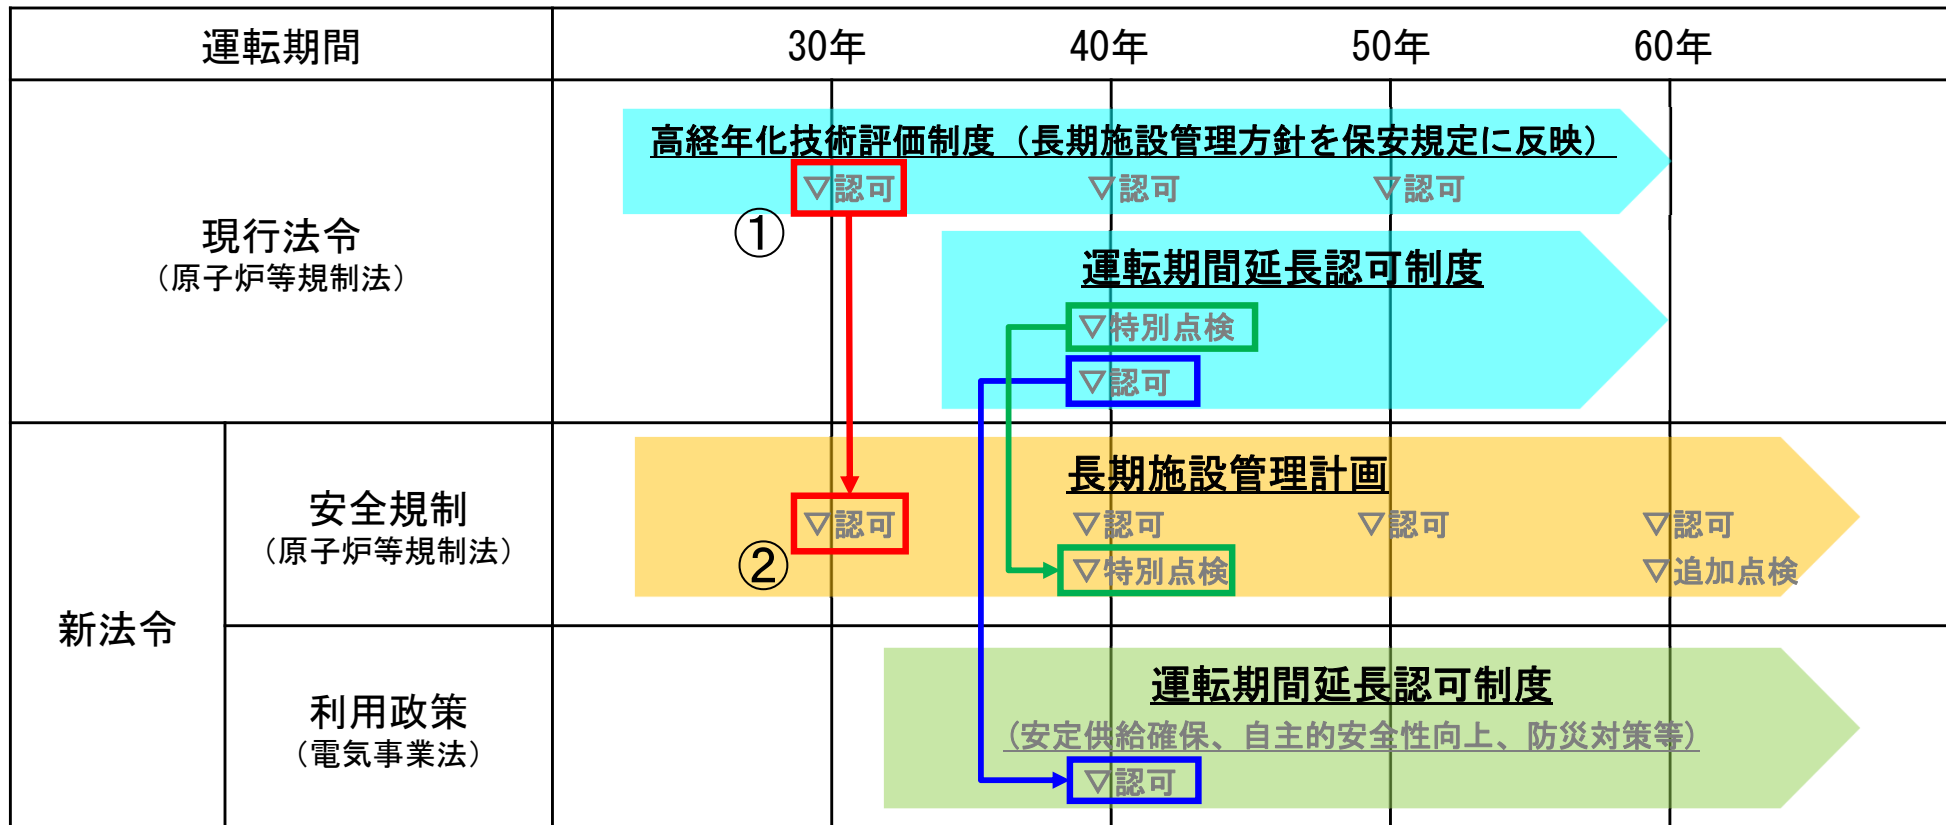 運転期間
30年
40年
50年
60年
現行法令
（原子炉等規制法）
高経年化技術評価制度（長期施設管理方針を保安規定に反映）
▽認可
▽認可
▽認可
①
運転期間延長認可制度
▽特別点検
▽認可
新法令
安全規制
（原子炉等規制法）
長期施設管理計画
▽認可
▽認可
▽認可
▽認可
②
▽特別点検
▽追加点検
利用政策
（電気事業法）
運転期間延長認可制度
（安定供給確保、自主的安全性向上、防災対策等）
▽認可